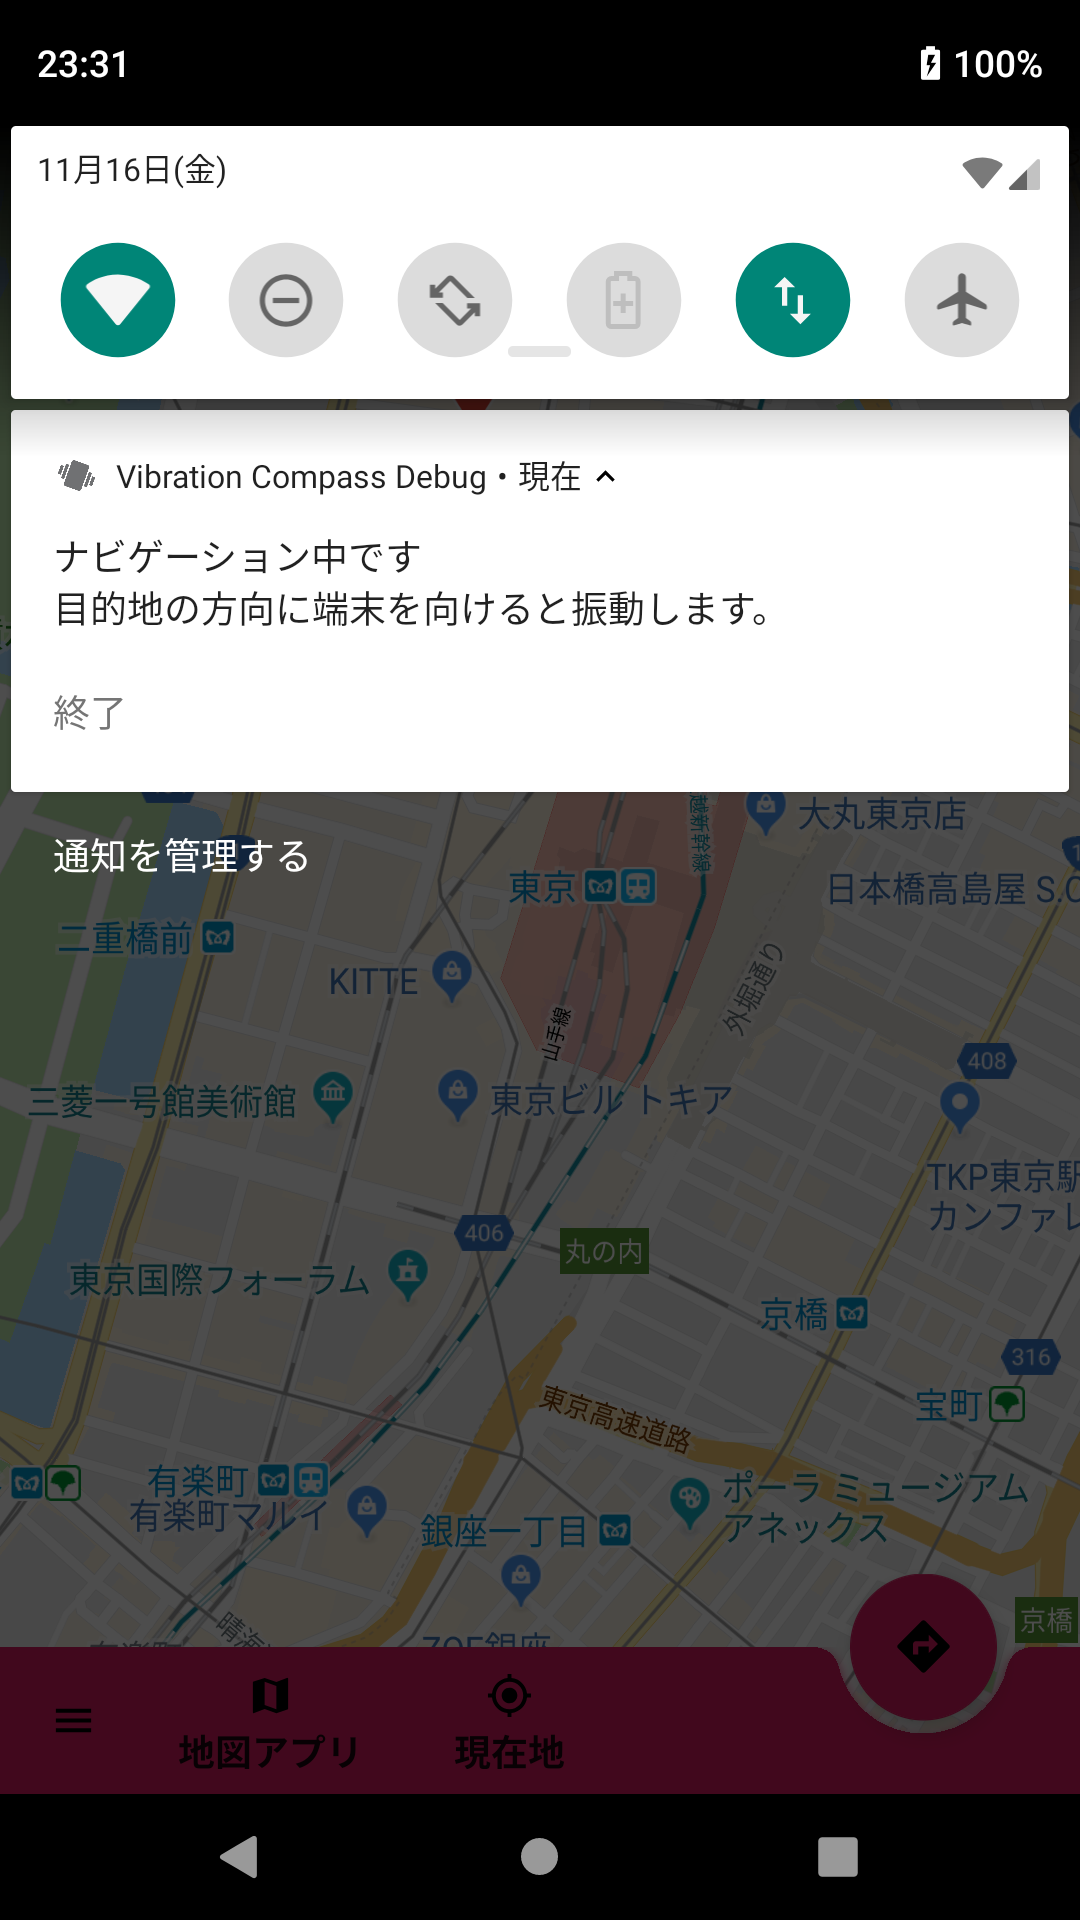 23:31
100%
11月16日(金)
Vibration Compass Debug • 現在
ナビゲーション中です
目的地の方向に端末を向けると振動します。
終了
通知を管理する
越新幹線
大丸東京店
東京
日本橋高島屋 S.C
二重橋前
KITTE
外堀通り
山手線
408
三菱一号館美術館
東京ビル トキア
TKP東京駅
カンファレ
406
丸の内
東京国際フォーラム
京橋
316
東京高速道路
宝町
有楽町
有楽町マルイ
ポーラ ミュージアム
アネックス
銀座一丁目
京橋
晴海
地図アプリ
現在地